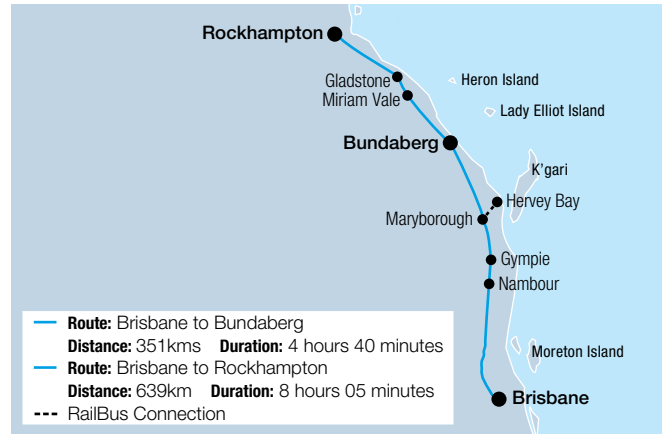 Rockhampton
Gladstone
Heron Island
Miriam Vale
Lady Elliot Island
Bundaberg
K'gari
Hervey Bay
Maryborough
Gympie
Nambour
Moreton Island
Brisbane
Route: Brisbane to Bundaberg
Distance: 351kms Duration: 4 hours 40 minutes
Route: Brisbane to Rockhampton
Distance: 639km Duration: 8 hours 05 minutes
RailBus Connection